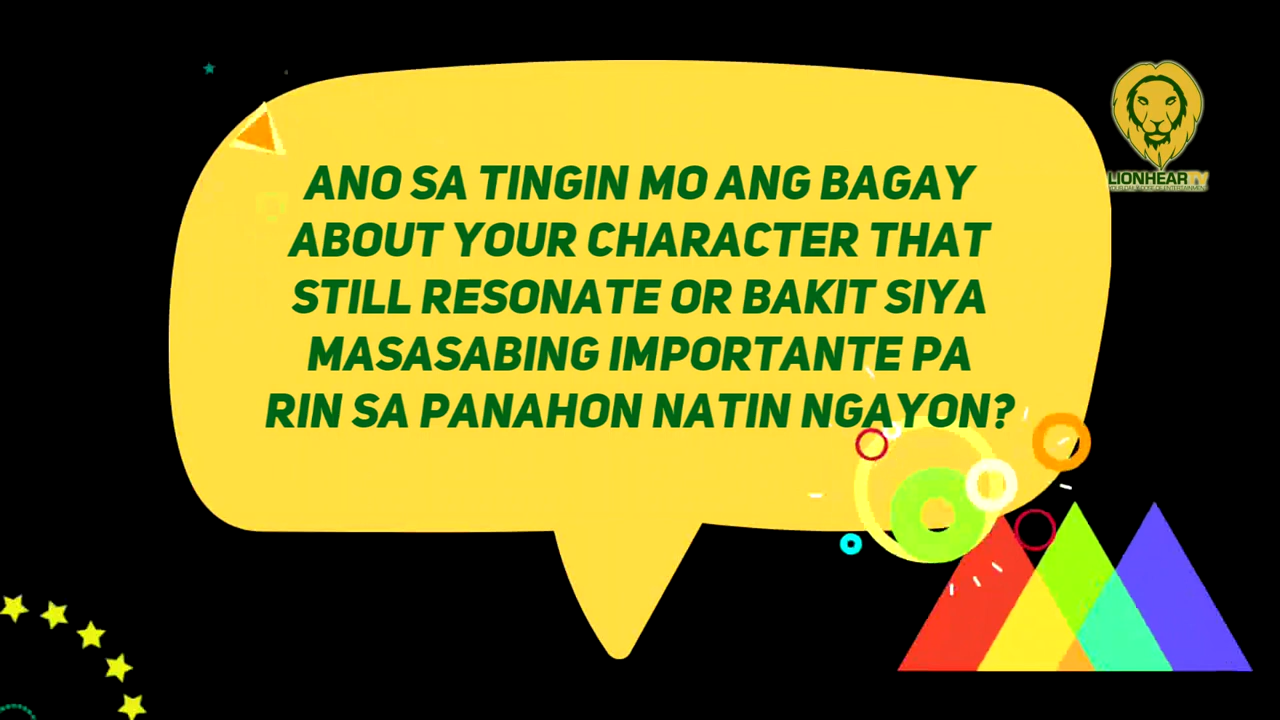 ANO SA TINGIN MO ANG BAGAY
ABOUT YOUR CHARACTER THAT
STILL RESONATE OR BAKIT SIYA
MASASABING IMPORTANTE PA
RIN SA PANAHON NATIN NGAYON?
LIONHEARTV